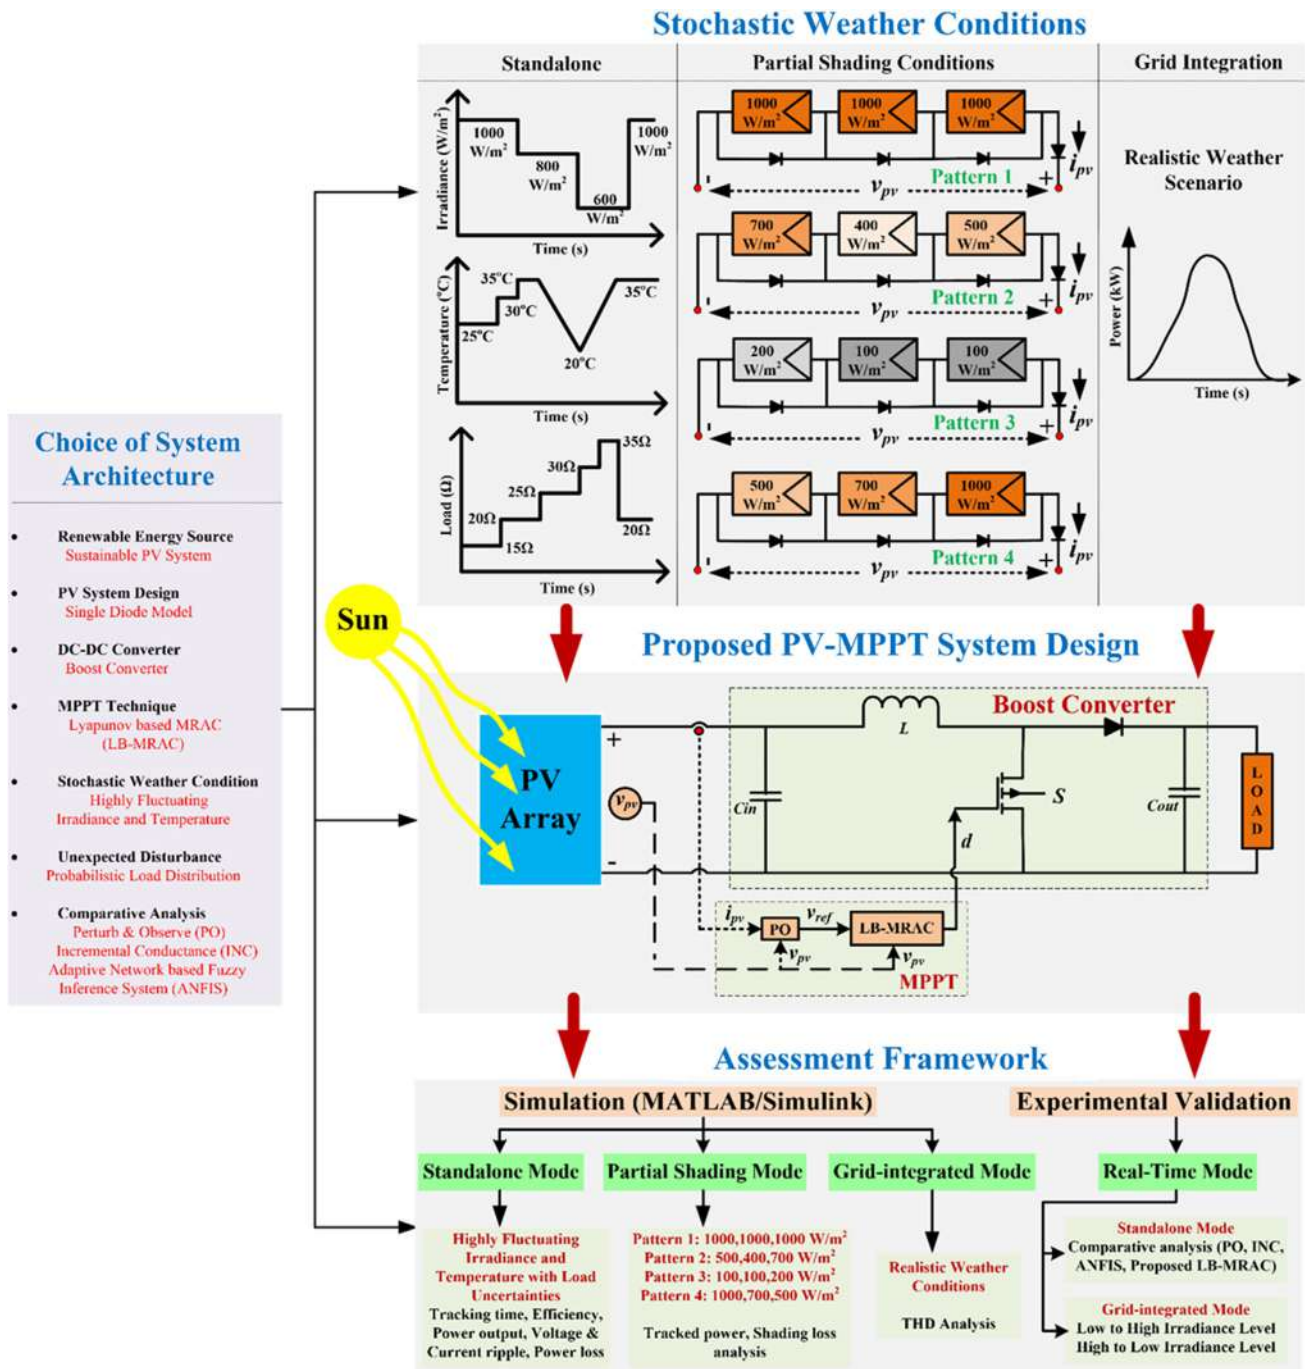 Stochastic Weather Conditions
Standalone
Partial Shading Conditions
Grid Integration
Irradiance (W/m²)
1000
W/m²
800
W/m²
600
W/m²
1000
W/m²
Time (s)
Temperature (°C)
25°C
30°C
35°C
20°C
35°C
Time (s)
Load (Ω)
20Ω
15Ω
25Ω
30Ω
35Ω
20Ω
Time (s)
1000
W/m²
1000
W/m²
1000
W/m²
Pattern 1
- vpv +
ipv
700
W/m²
400
W/m²
500
W/m²
Pattern 2
- vpv +
ipv
200
W/m²
100
W/m²
100
W/m²
Pattern 3
- vpv +
ipv
500
W/m²
700
W/m²
1000
W/m²
Pattern 4
- vpv +
ipv
Realistic Weather
Scenario
Power (kW)
Time (s)
Choice of System
Architecture
• Renewable Energy Source
Sustainable PV System
• PV System Design
Single Diode Model
• DC-DC Converter
Boost Converter
• MPPT Technique
Lyapunov based MRAC
(LB-MRAC)
• Stochastic Weather Condition
Highly Fluctuating
Irradiance and Temperature
• Unexpected Disturbance
Probabilistic Load Distribution
• Comparative Analysis
Perturb & Observe (PO)
Incremental Conductance (INC)
Adaptive Network based Fuzzy
Inference System (ANFIS)
Proposed PV-MPPT System Design
Sun
PV
Array
+
-
vpv
Boost Converter
L
Cin
S
Cout
LOAD
d
ipv
PO
vref
LB-MRAC
vpv
vpv
MPPT
Assessment Framework
Simulation (MATLAB/Simulink)
Experimental Validation
Standalone Mode
Partial Shading Mode
Grid-integrated Mode
Real-Time Mode
Highly Fluctuating
Irradiance and
Temperature with Load
Uncertainties
Tracking time, Efficiency,
Power output, Voltage &
Current ripple, Power loss
Pattern 1: 1000,1000,1000 W/m²
Pattern 2: 500,400,700 W/m²
Pattern 3: 100,100,200 W/m²
Pattern 4: 1000,700,500 W/m²
Tracked power, Shading loss
analysis
Realistic Weather
Conditions
THD Analysis
Standalone Mode
Comparative analysis (PO, INC,
ANFIS, Proposed LB-MRAC)
Grid-integrated Mode
Low to High Irradiance Level
High to Low Irradiance Level